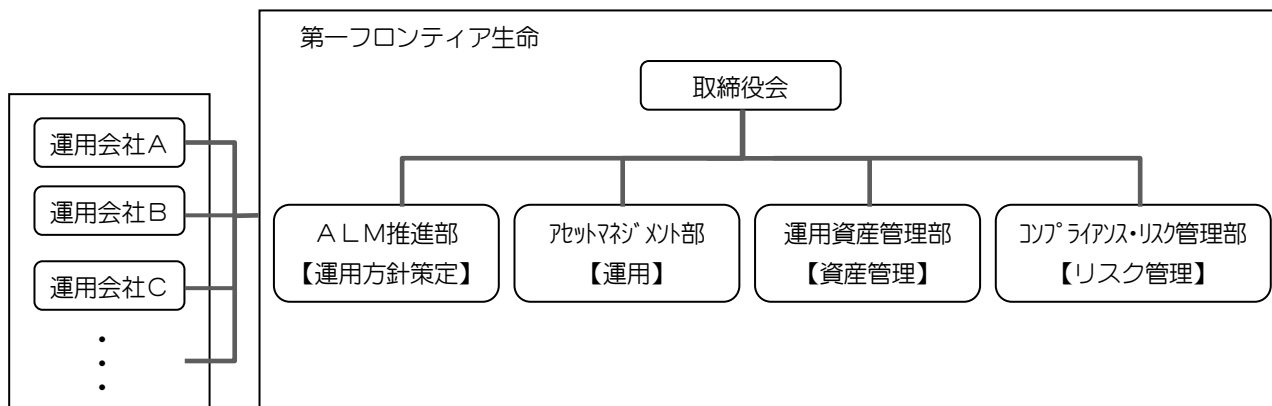 第一フロンティア生命
取締役会
運用会社A
運用会社B
運用会社C
・
・
・
ALM推進部
【運用方針策定】
アセットマネジメント部
【運用】
運用資産管理部
【資産管理】
コンプライアンス・リスク管理部
【リスク管理】